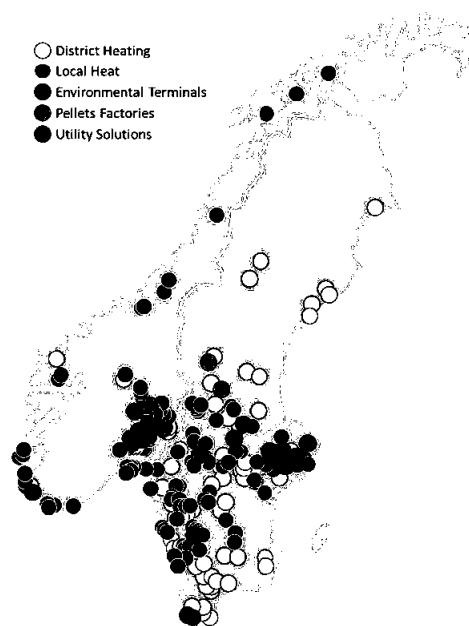 District Heating
Local Heat
Environmental Terminals
Pellets Factories
Utility Solutions